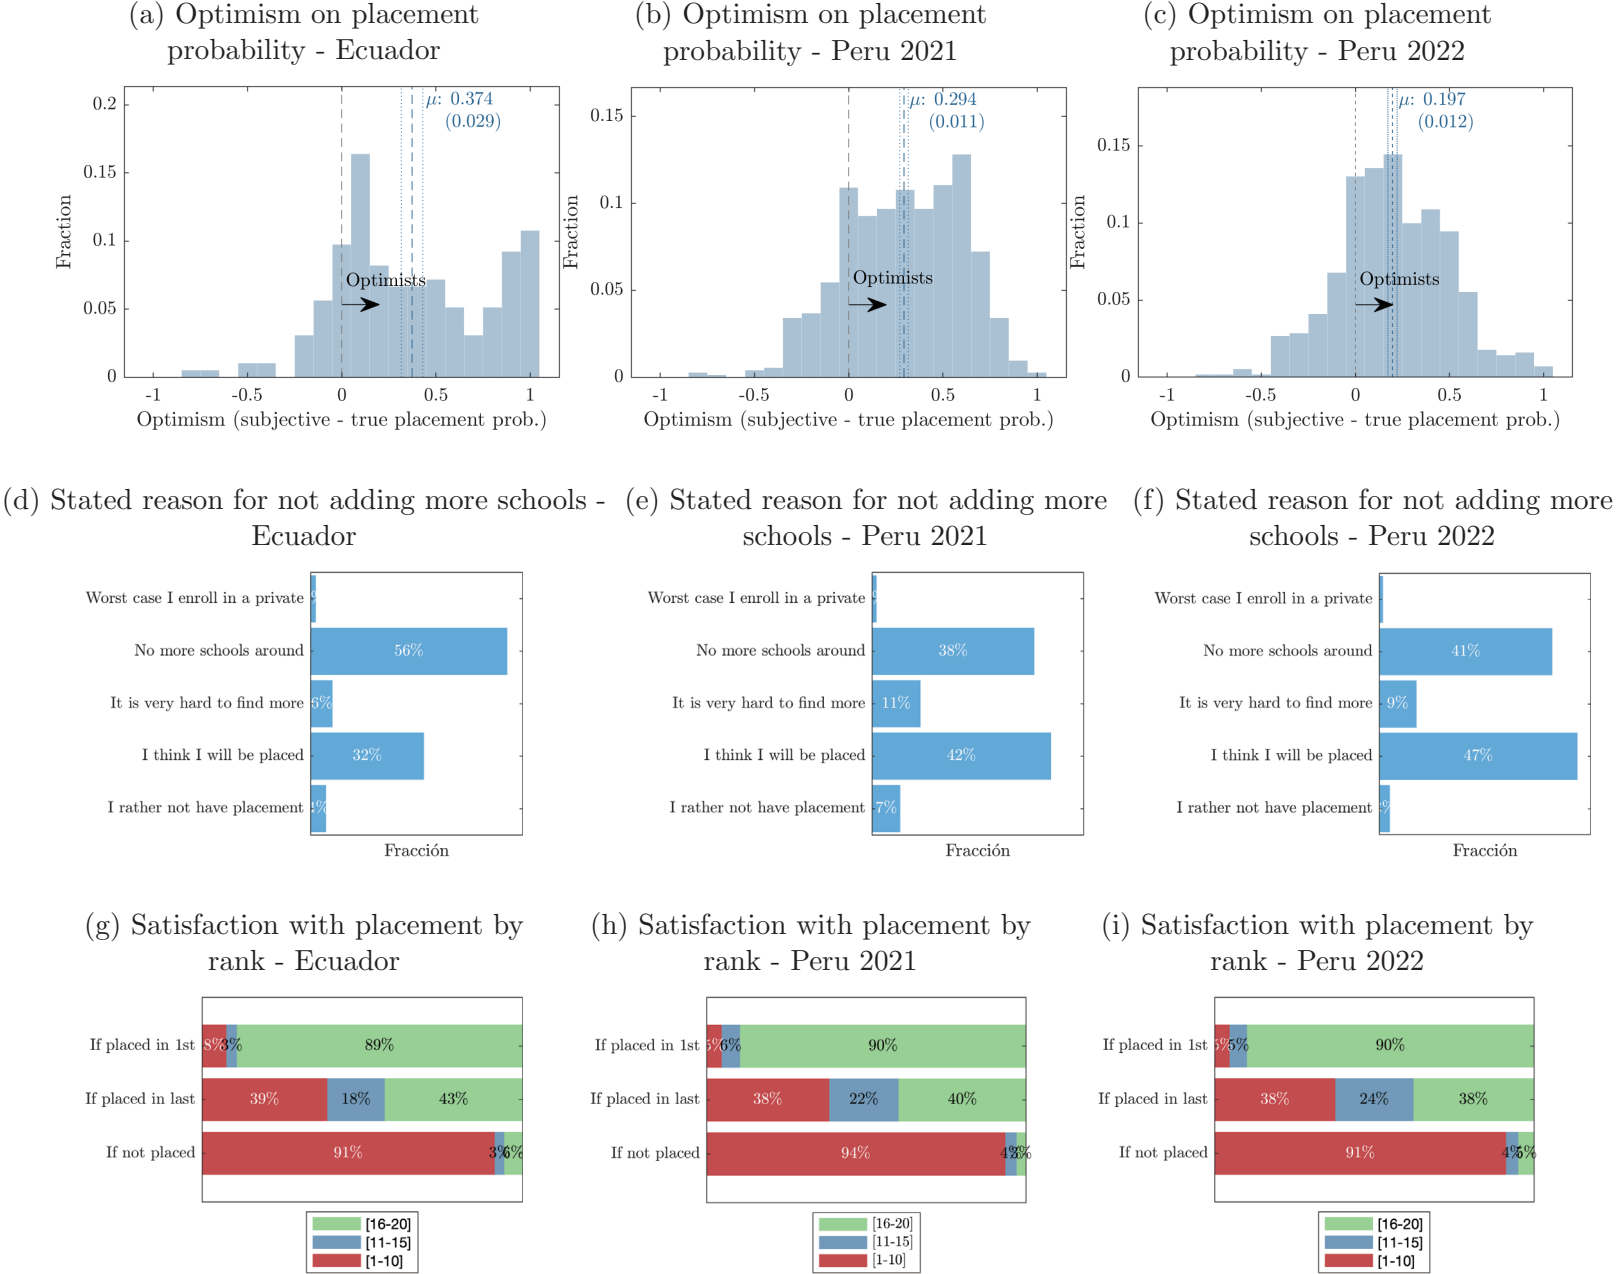 (a) Optimism on placement
probability - Ecuador
μ: 0.374
(0.029)
0.2
0.15
0.1
0.05
0
Fraction
Optimists
-1
-0.5
0
0.5
1
Optimism (subjective - true placement prob.)
(b) Optimism on placement
probability - Peru 2021
μ: 0.294
(0.011)
0.15
0.1
0.05
0
Fraction
Optimists
-1
-0.5
0
0.5
1
Optimism (subjective - true placement prob.)
(c) Optimism on placement
probability - Peru 2022
μ: 0.197
(0.012)
0.15
0.1
0.05
0
Fraction
Optimists
-1
-0.5
0
0.5
1
Optimism (subjective - true placement prob.)
(d) Stated reason for not adding more schools -
Ecuador
Worst case I enroll in a private
No more schools around
56%
It is very hard to find more
6%
I think I will be placed
32%
I rather not have placement
Fracción
(e) Stated reason for not adding more
schools - Peru 2021
Worst case I enroll in a private
No more schools around
38%
It is very hard to find more
11%
I think I will be placed
42%
I rather not have placement
7%
Fracción
(f) Stated reason for not adding more
schools - Peru 2022
Worst case I enroll in a private
No more schools around
41%
It is very hard to find more
9%
I think I will be placed
47%
I rather not have placement
Fracción
(g) Satisfaction with placement by
rank - Ecuador
If placed in 1st
8%
3%
89%
If placed in last
39%
18%
43%
If not placed
91%
3%
6%
[16-20]
[11-15]
[1-10]
(h) Satisfaction with placement by
rank - Peru 2021
If placed in 1st
5%
6%
90%
If placed in last
38%
22%
40%
If not placed
94%
4%
[16-20]
[11-15]
[1-10]
(i) Satisfaction with placement by
rank - Peru 2022
If placed in 1st
5%
5%
90%
If placed in last
38%
24%
38%
If not placed
91%
4%
5%
[16-20]
[11-15]
[1-10]